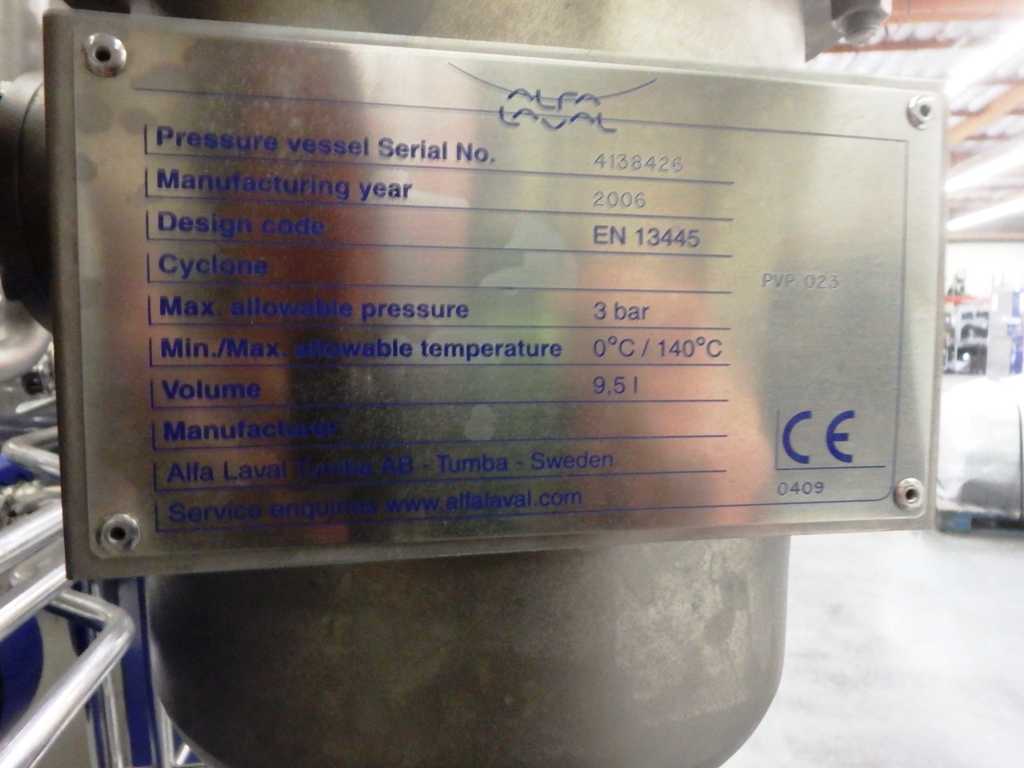 ALFA
LAVAL
Pressure vessel Serial No. 4138426
Manufacturing year 2006
Design code EN 13445
Cyclone PVP 023
Max. allowable pressure 3 bar
Min./Max. allowable temperature 0°C / 140°C
Volume 9,5 l
Manufacturer
Alfa Laval Tumba AB - Tumba - Sweden
Service enquiries www.alfalaval.com
CE
0409